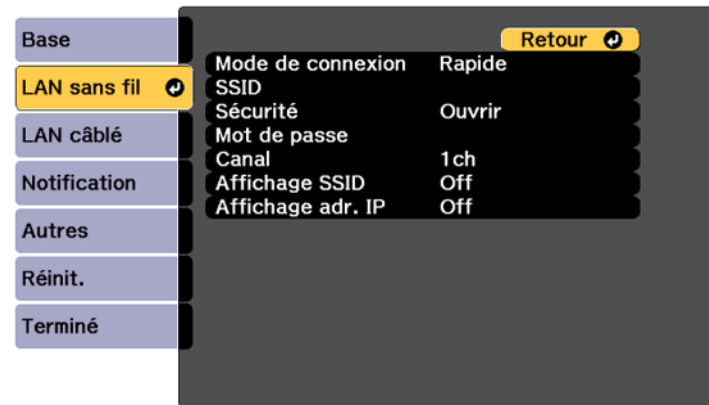 Base
LAN sans fil
LAN câblé
Notification
Autres
Réinit.
Terminé
Retour
Mode de connexion Rapide
SSID
Sécurité Ouvrir
Mot de passe
Canal 1ch
Affichage SSID Off
Affichage adr. IP Off